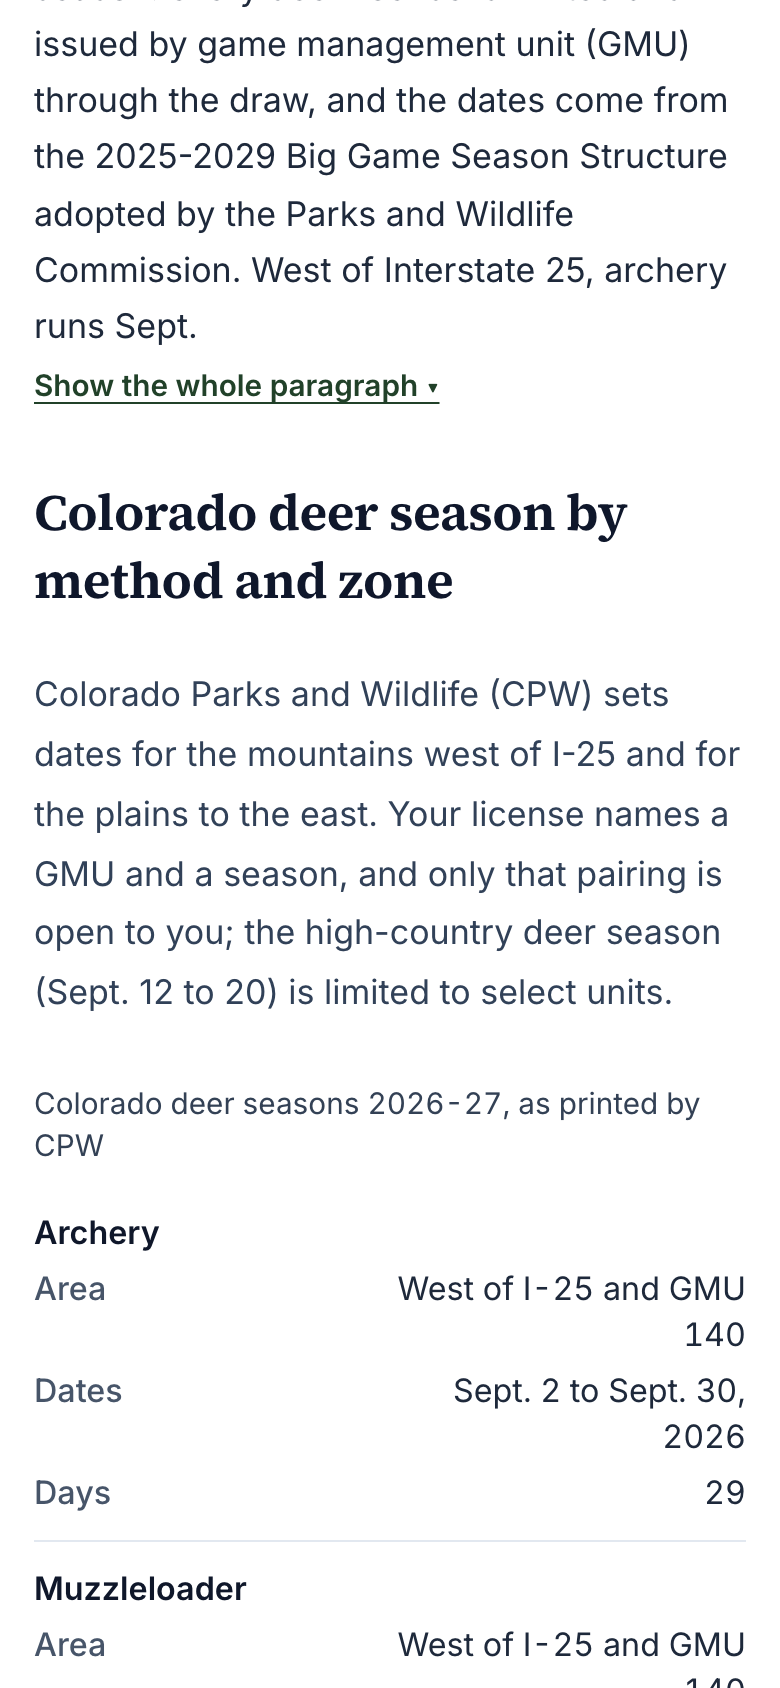 issued by game management unit (GMU)
through the draw, and the dates come from
the 2025-2029 Big Game Season Structure
adopted by the Parks and Wildlife
Commission. West of Interstate 25, archery
runs Sept.
Show the whole paragraph ▾
Colorado deer season by
method and zone
Colorado Parks and Wildlife (CPW) sets
dates for the mountains west of I-25 and for
the plains to the east. Your license names a
GMU and a season, and only that pairing is
open to you; the high-country deer season
(Sept. 12 to 20) is limited to select units.
Colorado deer seasons 2026-27, as printed by
CPW
Archery
Area West of I-25 and GMU
140
Dates Sept. 2 to Sept. 30,
2026
Days 29
Muzzleloader
Area West of I-25 and GMU
140